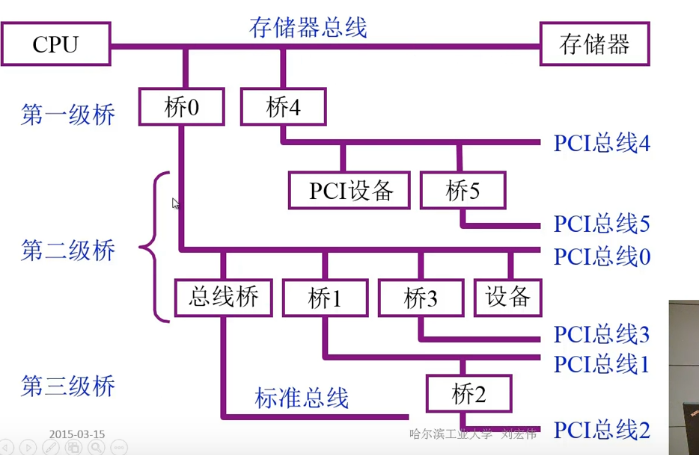 存储器总线
CPU
存储器
第一级桥
桥0
桥4
PCI总线4
PCI设备
桥5
PCI总线5
第二级桥
PCI总线0
总线桥
桥1
桥3
设备
PCI总线3
PCI总线1
第三级桥
标准总线
桥2
PCI总线2
2015-03-15
哈尔滨工业大学 刘宏伟